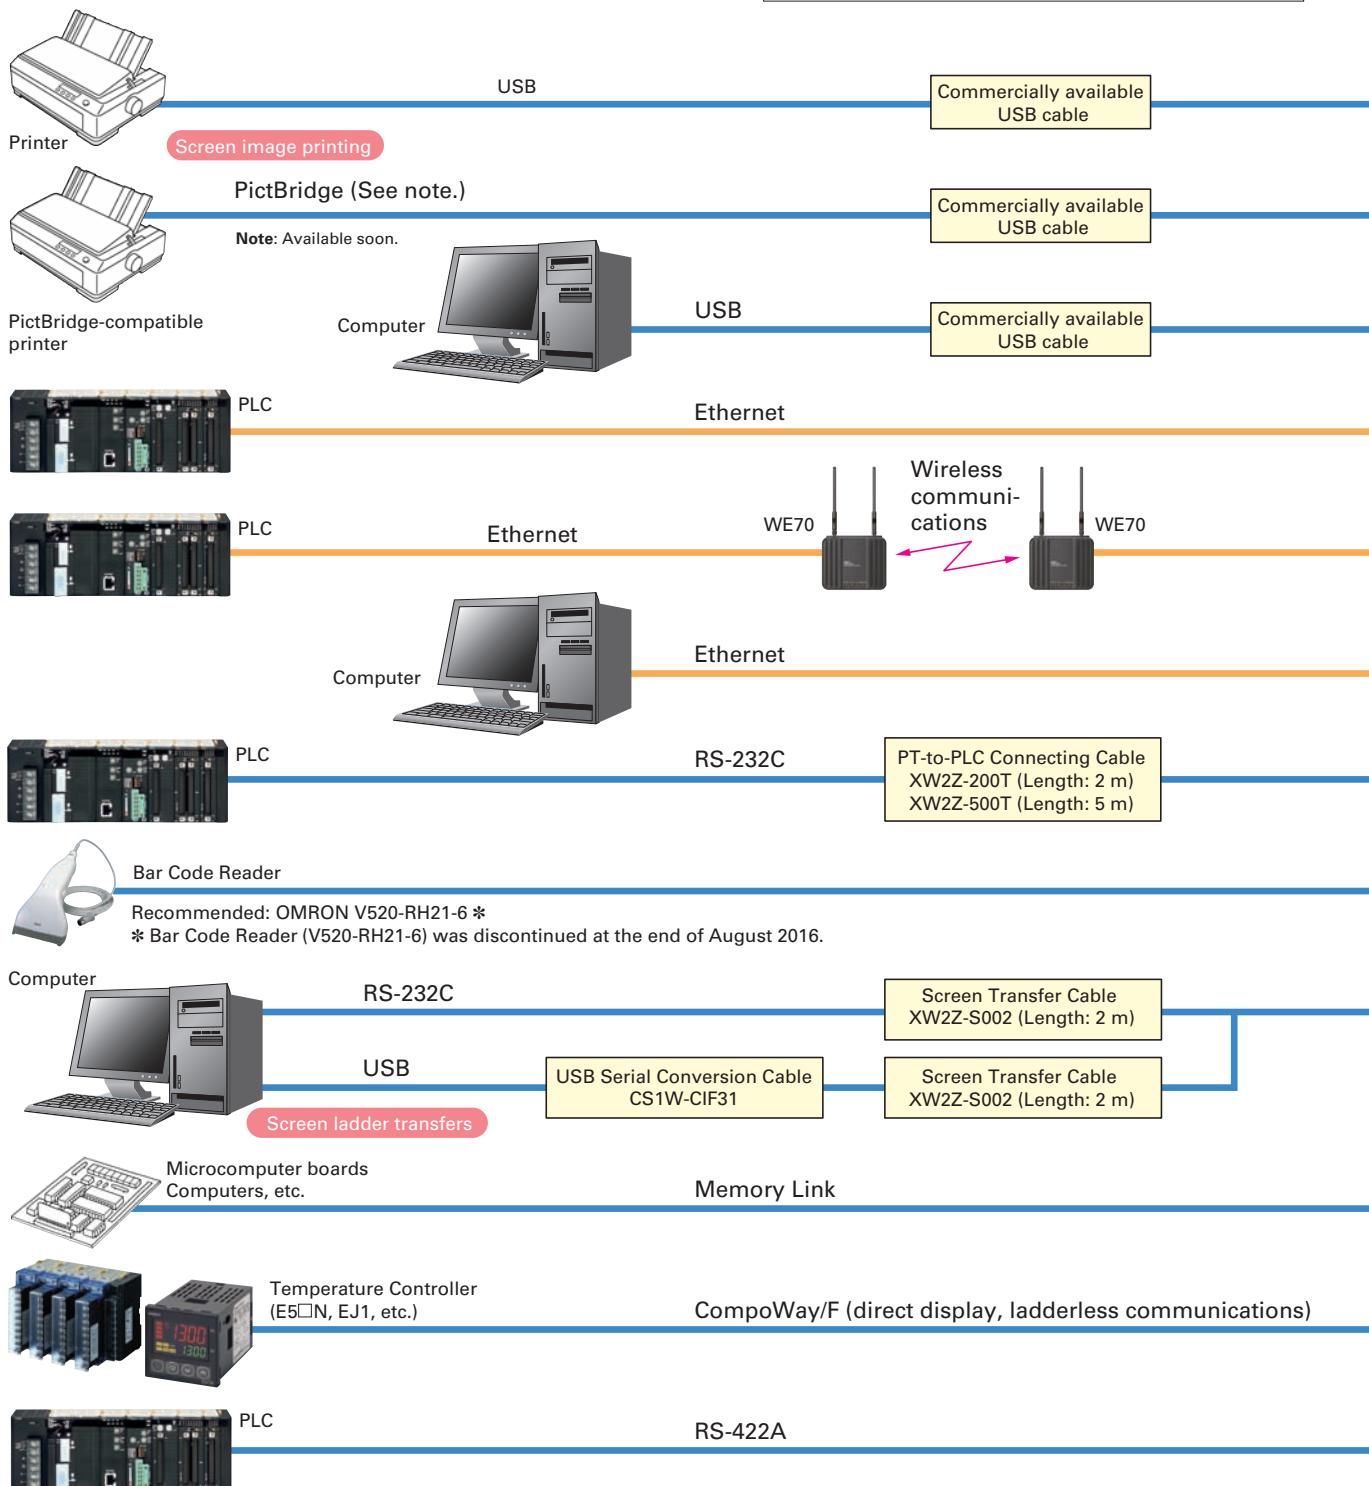 USB
Commercially available
USB cable
Printer
Screen image printing
PictBridge (See note.)
Commercially available
USB cable
Note: Available soon.
PictBridge-compatible
printer
Computer
USB
Commercially available
USB cable
PLC
Ethernet
PLC
Ethernet
WE70
Wireless
communi-
cations
WE70
Computer
Ethernet
PLC
RS-232C
PT-to-PLC Connecting Cable
XW2Z-200T (Length: 2 m)
XW2Z-500T (Length: 5 m)
Bar Code Reader
Recommended: OMRON V520-RH21-6 ✻
✻ Bar Code Reader (V520-RH21-6) was discontinued at the end of August 2016.
Computer
RS-232C
Screen Transfer Cable
XW2Z-S002 (Length: 2 m)
USB
USB Serial Conversion Cable
CS1W-CIF31
Screen Transfer Cable
XW2Z-S002 (Length: 2 m)
Screen ladder transfers
Microcomputer boards
Computers, etc.
Memory Link
Temperature Controller
(E5□N, EJ1, etc.)
CompoWay/F (direct display, ladderless communications)
1300
1300
PLC
RS-422A